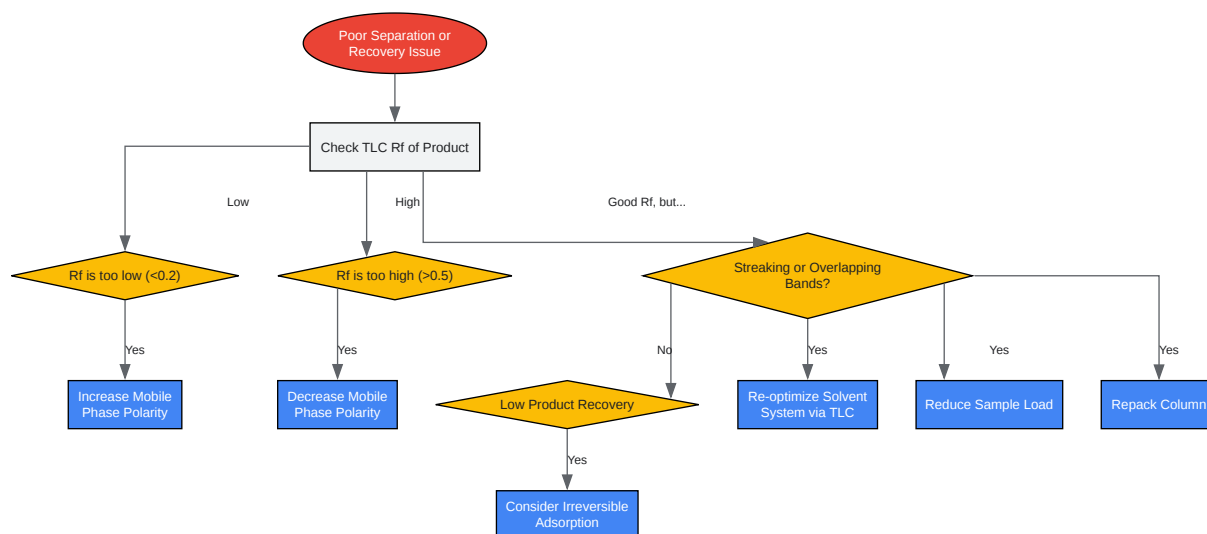 Poor Separation or
Recovery Issue
Check TLC Rf of Product
Low
High
Good Rf, but...
Rf is too low (<0.2)
Rf is too high (>0.5)
Streaking or Overlapping
Bands?
Yes
Yes
No
Yes
Yes
Yes
Increase Mobile
Phase Polarity
Decrease Mobile
Phase Polarity
Low Product Recovery
Re-optimize Solvent
System via TLC
Reduce Sample Load
Repack Column
Yes
Consider Irreversible
Adsorption